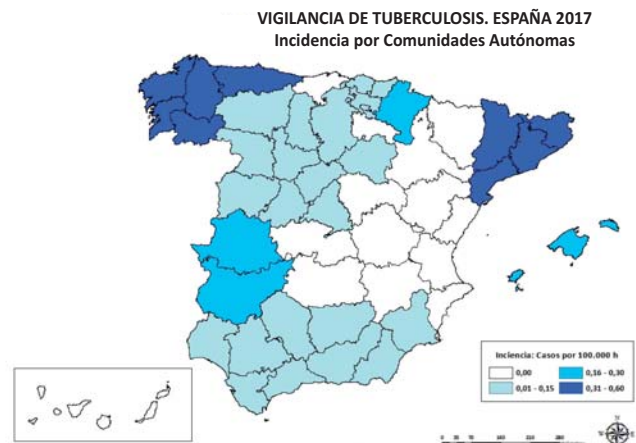 VIGILANCIA DE TUBERCULOSIS. ESPAÑA 2017
Incidencia por Comunidades Autónomas
Inciencia: Casos por 100.000 h
0,00
0,16 - 0,30
0,01 - 0,15
0,31 - 0,60